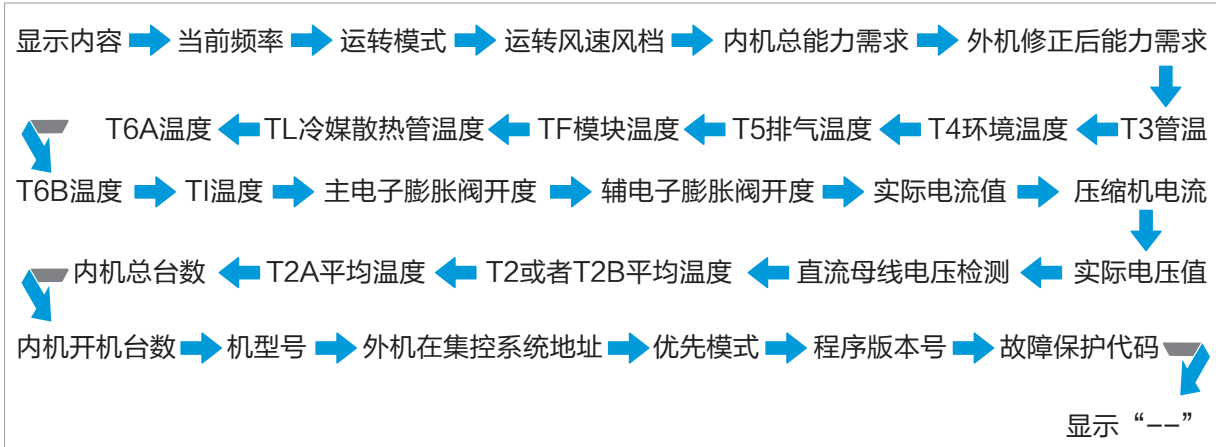 显示内容 当前频率 运转模式 运转风速风档 内机总能力需求 外机修正后能力需求
T6A温度 TL冷媒散热管温度 TF模块温度 T5排气温度 T4环境温度 T3管温
T6B温度 TI温度 主电子膨胀阀开度 辅电子膨胀阀开度 实际电流值 压缩机电流
内机总台数 T2A平均温度 T2或者T2B平均温度 直流母线电压检测 实际电压值
内机开机台数 机型号 外机在集控系统地址 优先模式 程序版本号 故障保护代码
显示“--”